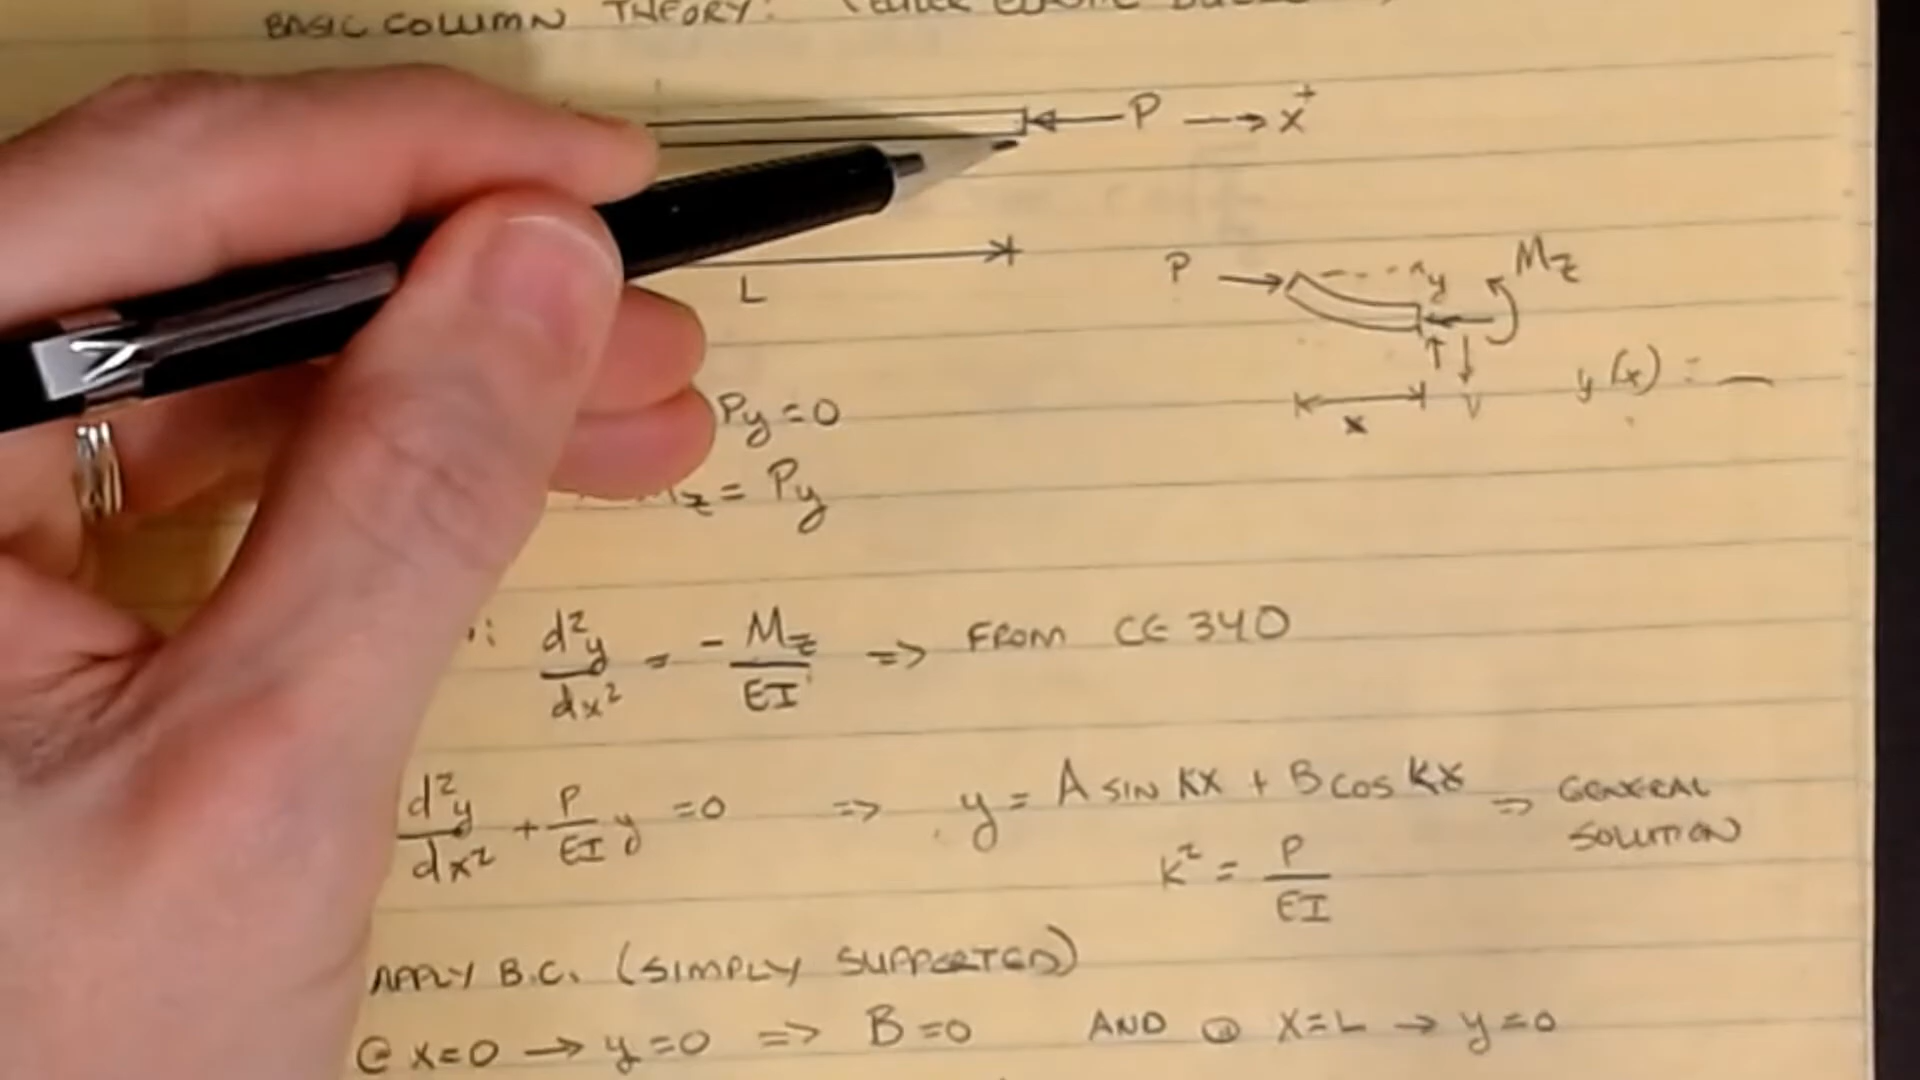 BASIC COLUMN THEORY:
P → x⁺
L
P y Mz
x V y(x) = __
Py = 0
z = Py
: d²y/dx² = - Mz/EI => FROM CE 340
d²y/dx² + P/EI y = 0 => y = A SIN KX + B COS KX => GENERAL SOLUTION
K² = P/EI
APPLY B.C. (SIMPLY SUPPORTED)
@ X=0 → y=0 => B=0 AND @ X=L → y=0